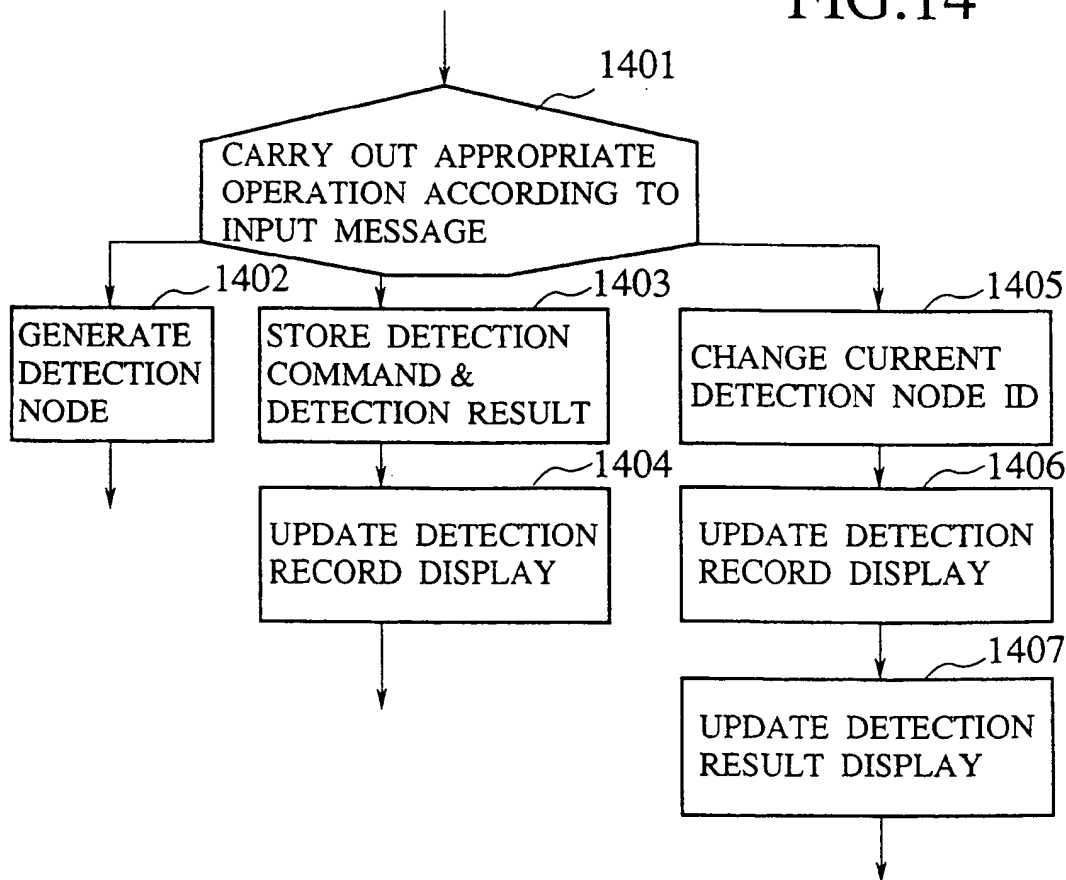 FIG.14
1401
CARRY OUT APPROPRIATE
OPERATION ACCORDING TO
INPUT MESSAGE
1402
GENERATE
DETECTION
NODE
1403
STORE DETECTION
COMMAND &
DETECTION RESULT
1404
UPDATE DETECTION
RECORD DISPLAY
1405
CHANGE CURRENT
DETECTION NODE ID
1406
UPDATE DETECTION
RECORD DISPLAY
1407
UPDATE DETECTION
RESULT DISPLAY